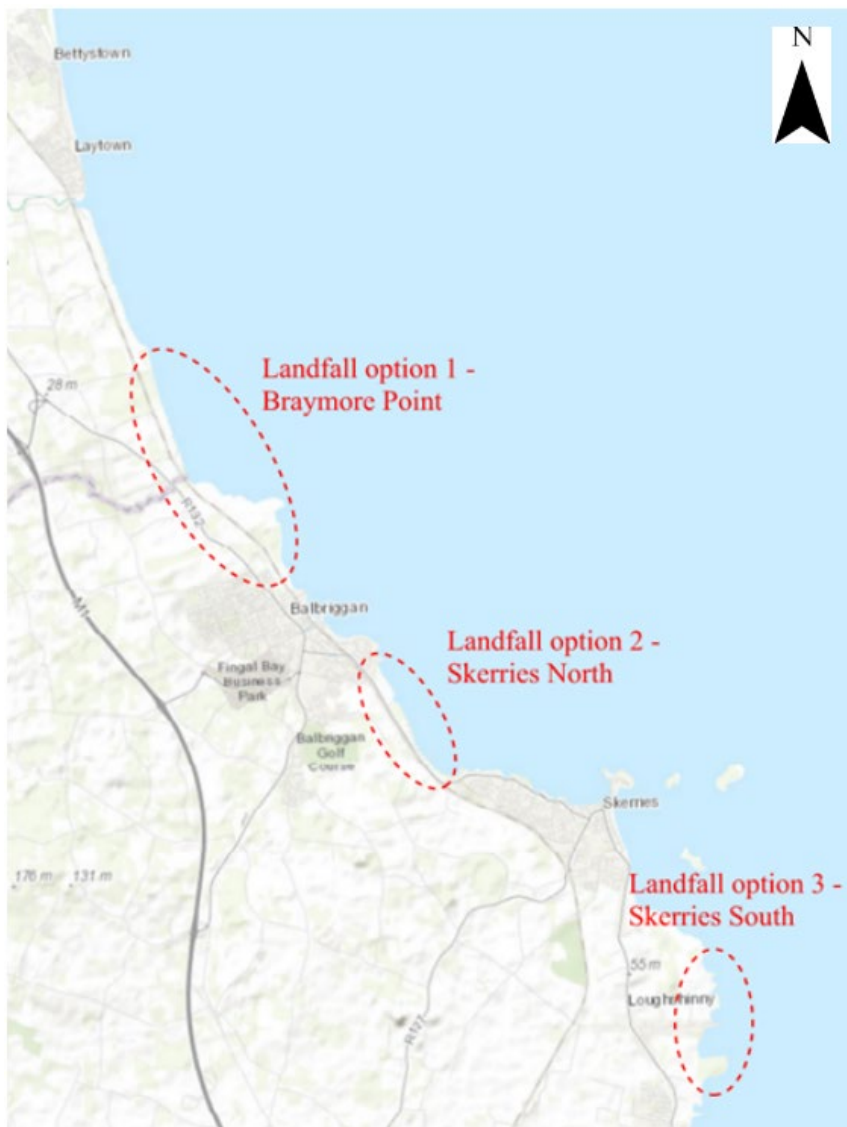 N
Bettystown
Laytown
Landfall option 1 -
Braymore Point
28 m
R132
M1
Balbriggan
Landfall option 2 -
Skerries North
Fingal Bay
Business
Park
Balbriggan
Golf
Course
Skerries
176 m
131 m
Landfall option 3 -
Skerries South
55 m
Loughshinny
R127